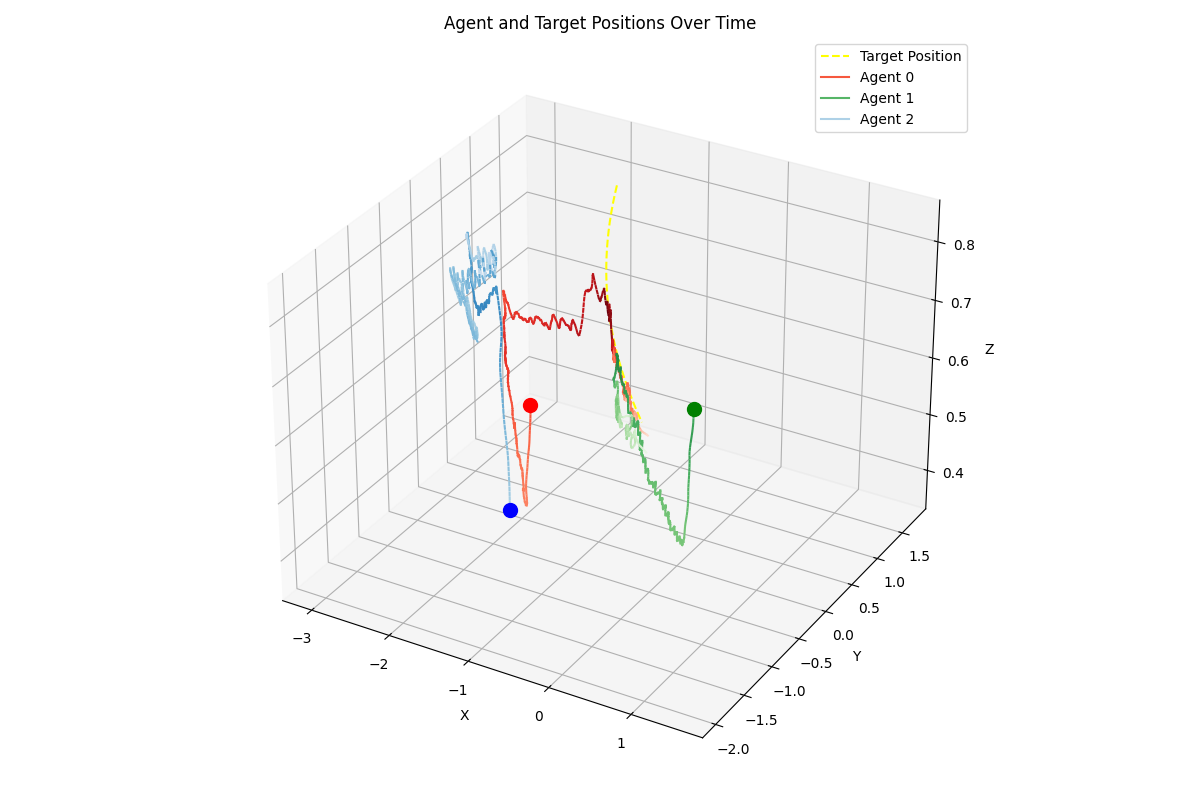 Agent and Target Positions Over Time
Target Position
Agent 0
Agent 1
Agent 2
0.8
0.7
Z
0.6
0.5
0.4
1.5
1.0
0.5
0.0
Y
−0.5
−1.0
−1.5
−2.0
−3
−2
−1
X
0
1